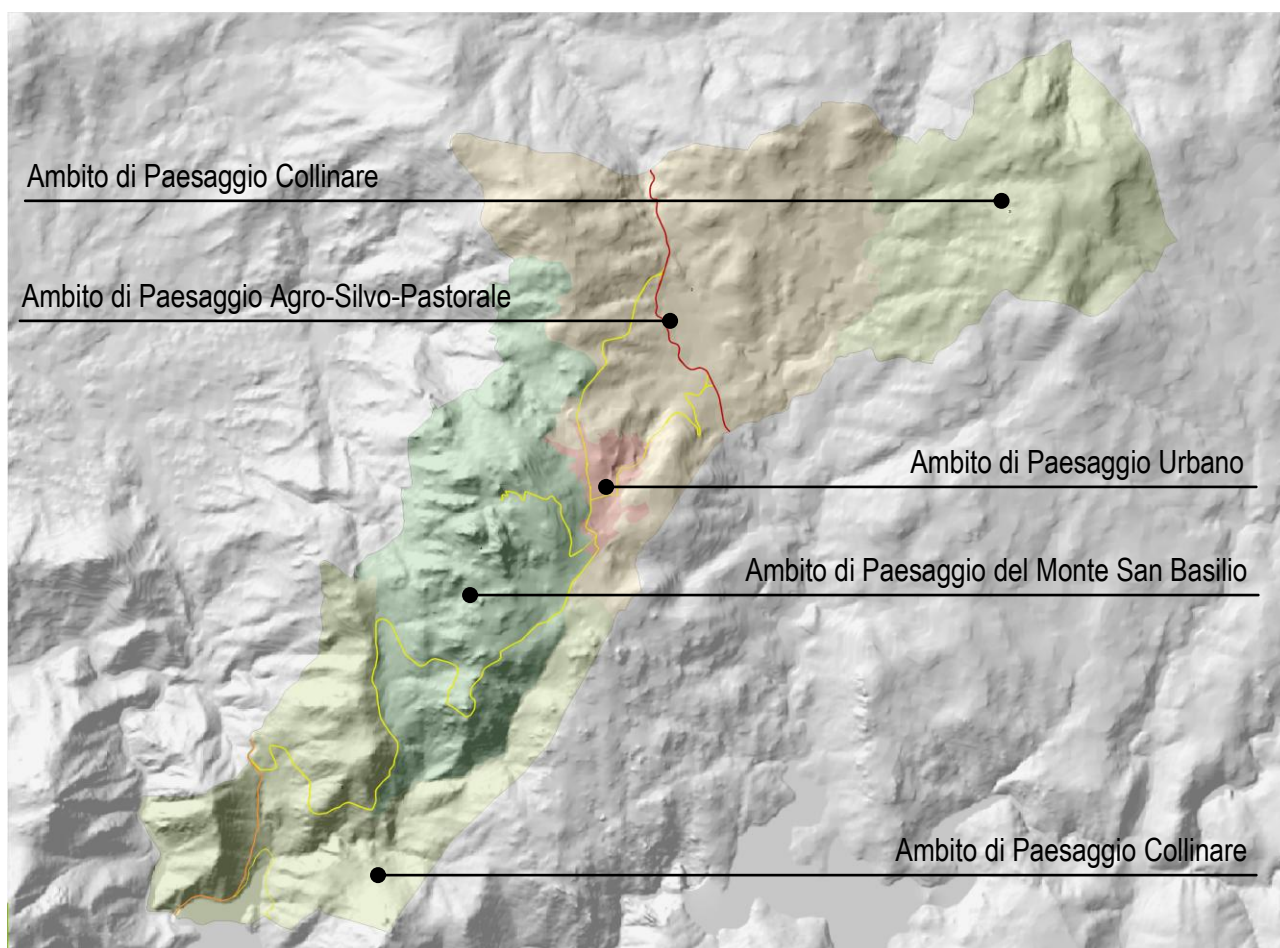 Ambito di Paesaggio Collinare
Ambito di Paesaggio Agro-Silvo-Pastorale
Ambito di Paesaggio Urbano
Ambito di Paesaggio del Monte San Basilio
Ambito di Paesaggio Collinare